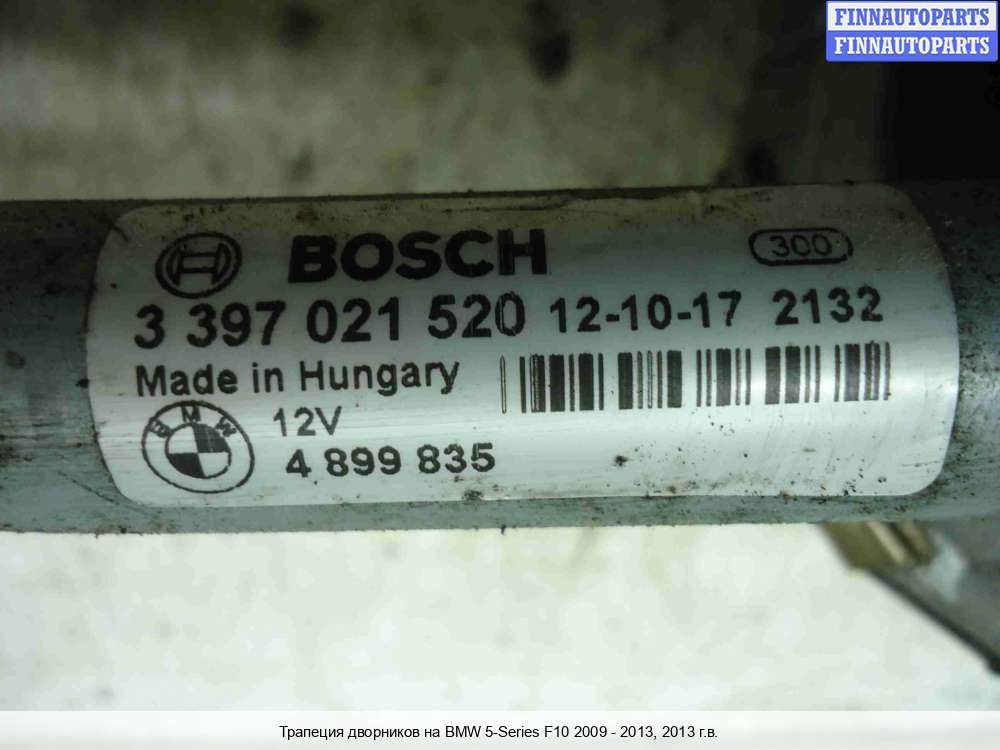 FINNAUTOPARTS
FINNAUTOPARTS
BOSCH 300
3 397 021 520 12-10-17 2132
Made in Hungary
BMW 12V
4 899 835
Трапеция дворников на BMW 5-Series F10 2009 - 2013, 2013 г.в.